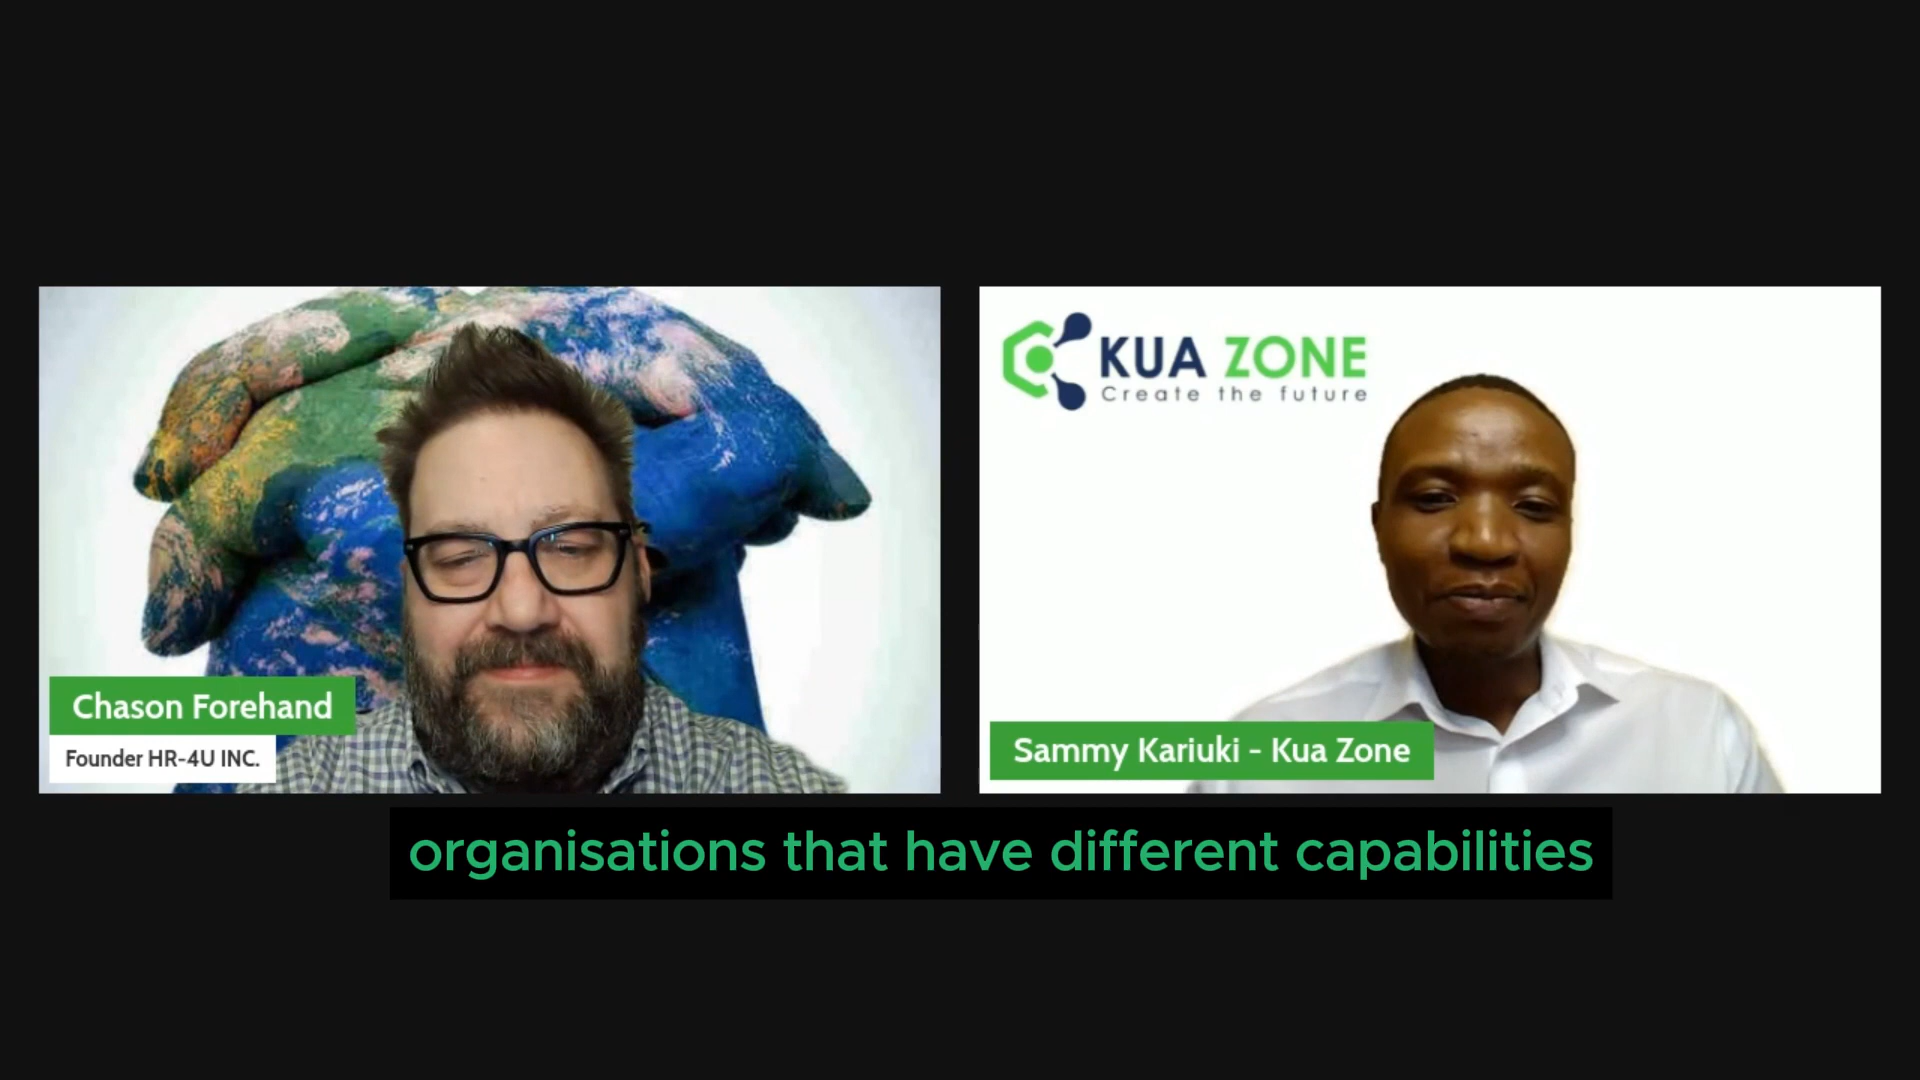 KUA ZONE
Create the future
Chason Forehand
Founder HR-4U INC.
Sammy Kariuki - Kua Zone
organisations that have different capabilities